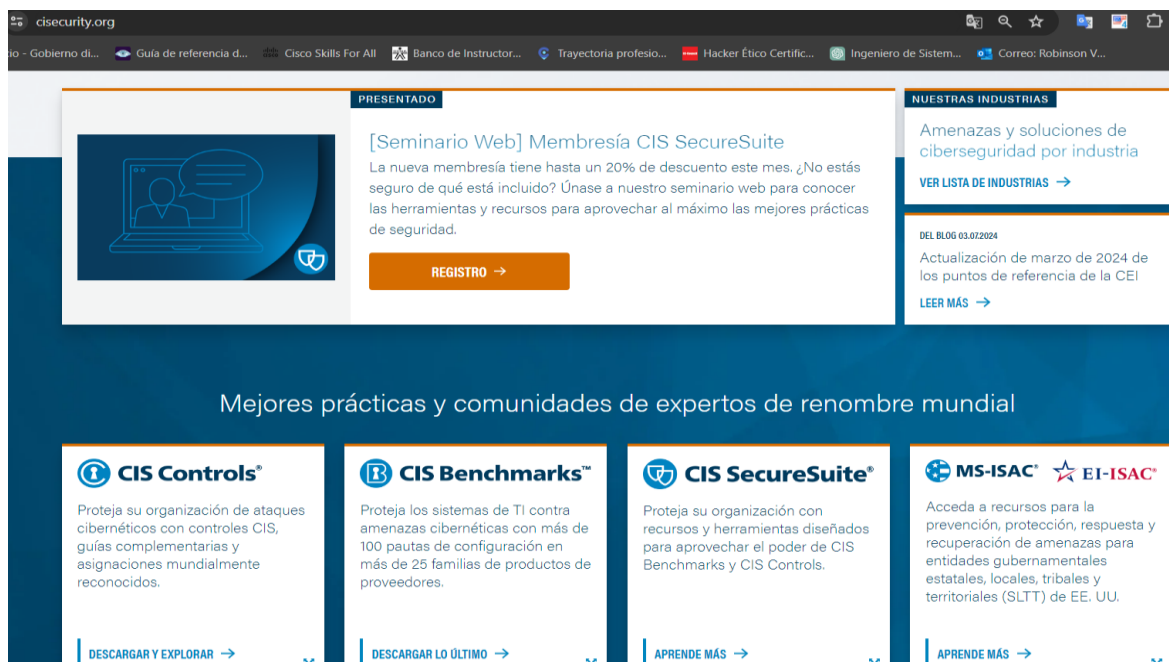 cisecurity.org
io - Gobierno di...
Guía de referencia d...
Cisco Skills For All
Banco de Instructor...
Trayectoria profesio...
Hacker Ético Certific...
Ingeniero de Sistem...
Correo: Robinson V...
PRESENTADO
[Seminario Web] Membresía CIS SecureSuite
La nueva membresía tiene hasta un 20% de descuento este mes. ¿No estás
seguro de qué está incluido? Únase a nuestro seminario web para conocer
las herramientas y recursos para aprovechar al máximo las mejores prácticas
de seguridad.
REGISTRO →
NUESTRAS INDUSTRIAS
Amenazas y soluciones de
ciberseguridad por industria
VER LISTA DE INDUSTRIAS →
DEL BLOG 03.07.2024
Actualización de marzo de 2024 de
los puntos de referencia de la CEI
LEER MÁS →
Mejores prácticas y comunidades de expertos de renombre mundial
CIS Controls®
Proteja su organización de ataques
cibernéticos con controles CIS,
guías complementarias y
asignaciones mundialmente
reconocidos.
DESCARGAR Y EXPLORAR →
CIS Benchmarks™
Proteja los sistemas de TI contra
amenazas cibernéticas con más de
100 pautas de configuración en
más de 25 familias de productos de
proveedores.
DESCARGAR LO ÚLTIMO →
CIS SecureSuite®
Proteja su organización con
recursos y herramientas diseñados
para aprovechar el poder de CIS
Benchmarks y CIS Controls.
APRENDE MÁS →
MS-ISAC® EI-ISAC®
Acceda a recursos para la
prevención, protección, respuesta y
recuperación de amenazas para
entidades gubernamentales
estatales, locales, tribales y
territoriales (SLTT) de EE. UU.
APRENDE MÁS →